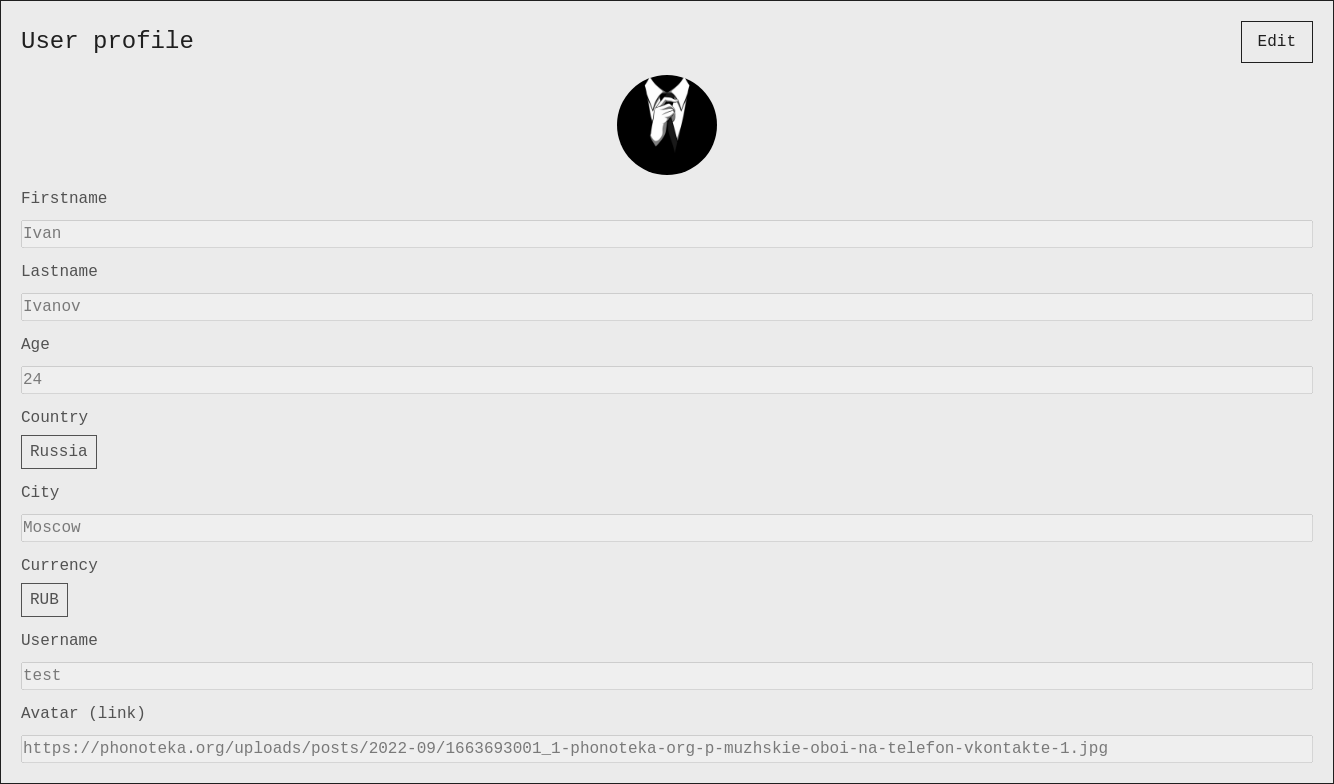 User profile
Edit
Firstname
Ivan
Lastname
Ivanov
Age
24
Country
Russia
City
Moscow
Currency
RUB
Username
test
Avatar (link)
https://phonoteka.org/uploads/posts/2022-09/1663693001_1-phonoteka-org-p-muzhskie-oboi-na-telefon-vkontakte-1.jpg